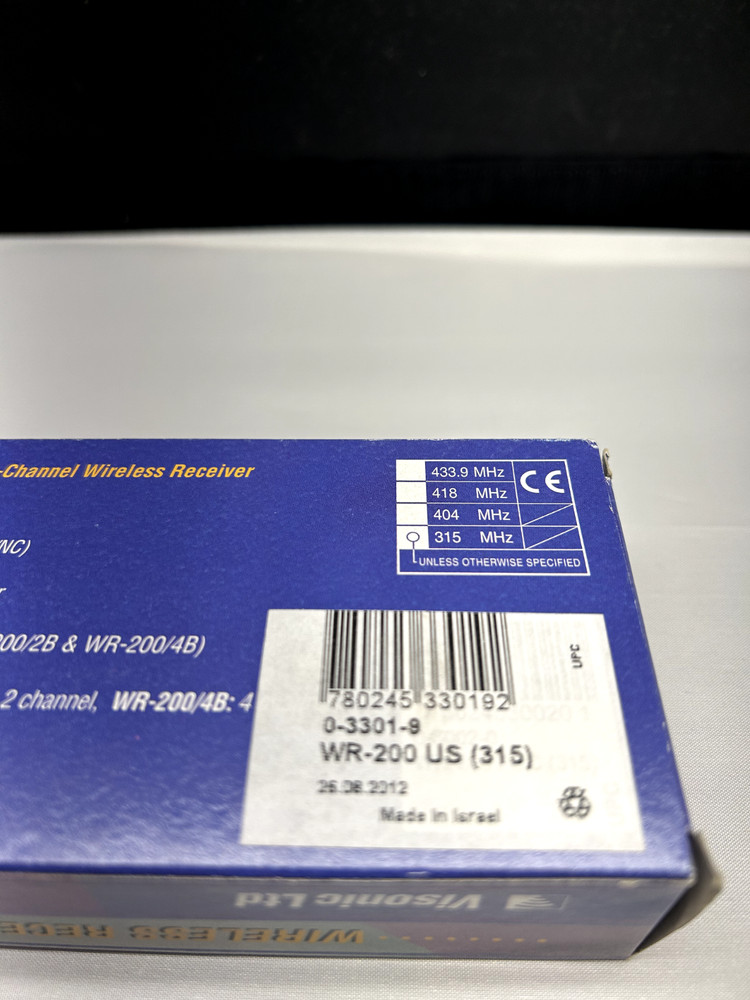 -Channel Wireless Receiver
433.9 MHz
418 MHz
404 MHz
315 MHz
CE
UNLESS OTHERWISE SPECIFIED
/NC)
r
200/2B & WR-200/4B)
2 channel, WR-200/4B: 4
UPC
780245 330192
0-3301-9
WR-200 US (315)
26.08.2012
Made in Israel
Visonic Ltd
WIRELESS RECE